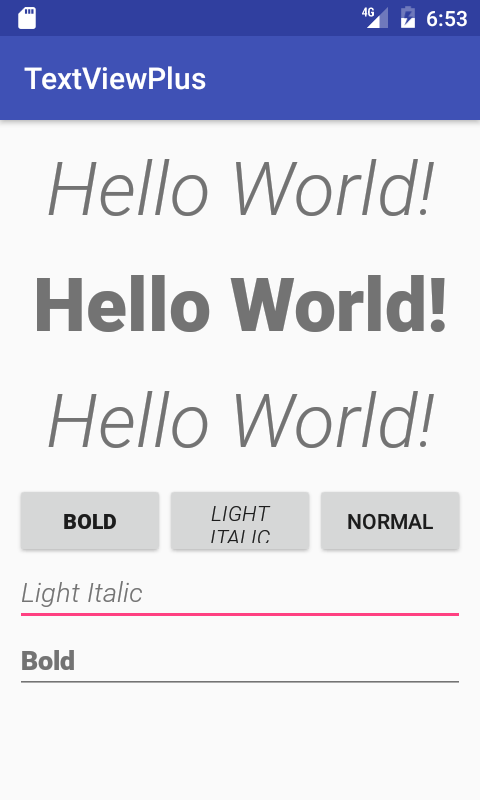 4G 6:53
TextViewPlus
Hello World!
Hello World!
Hello World!
BOLD
LIGHT
ITALIC
NORMAL
Light Italic
Bold